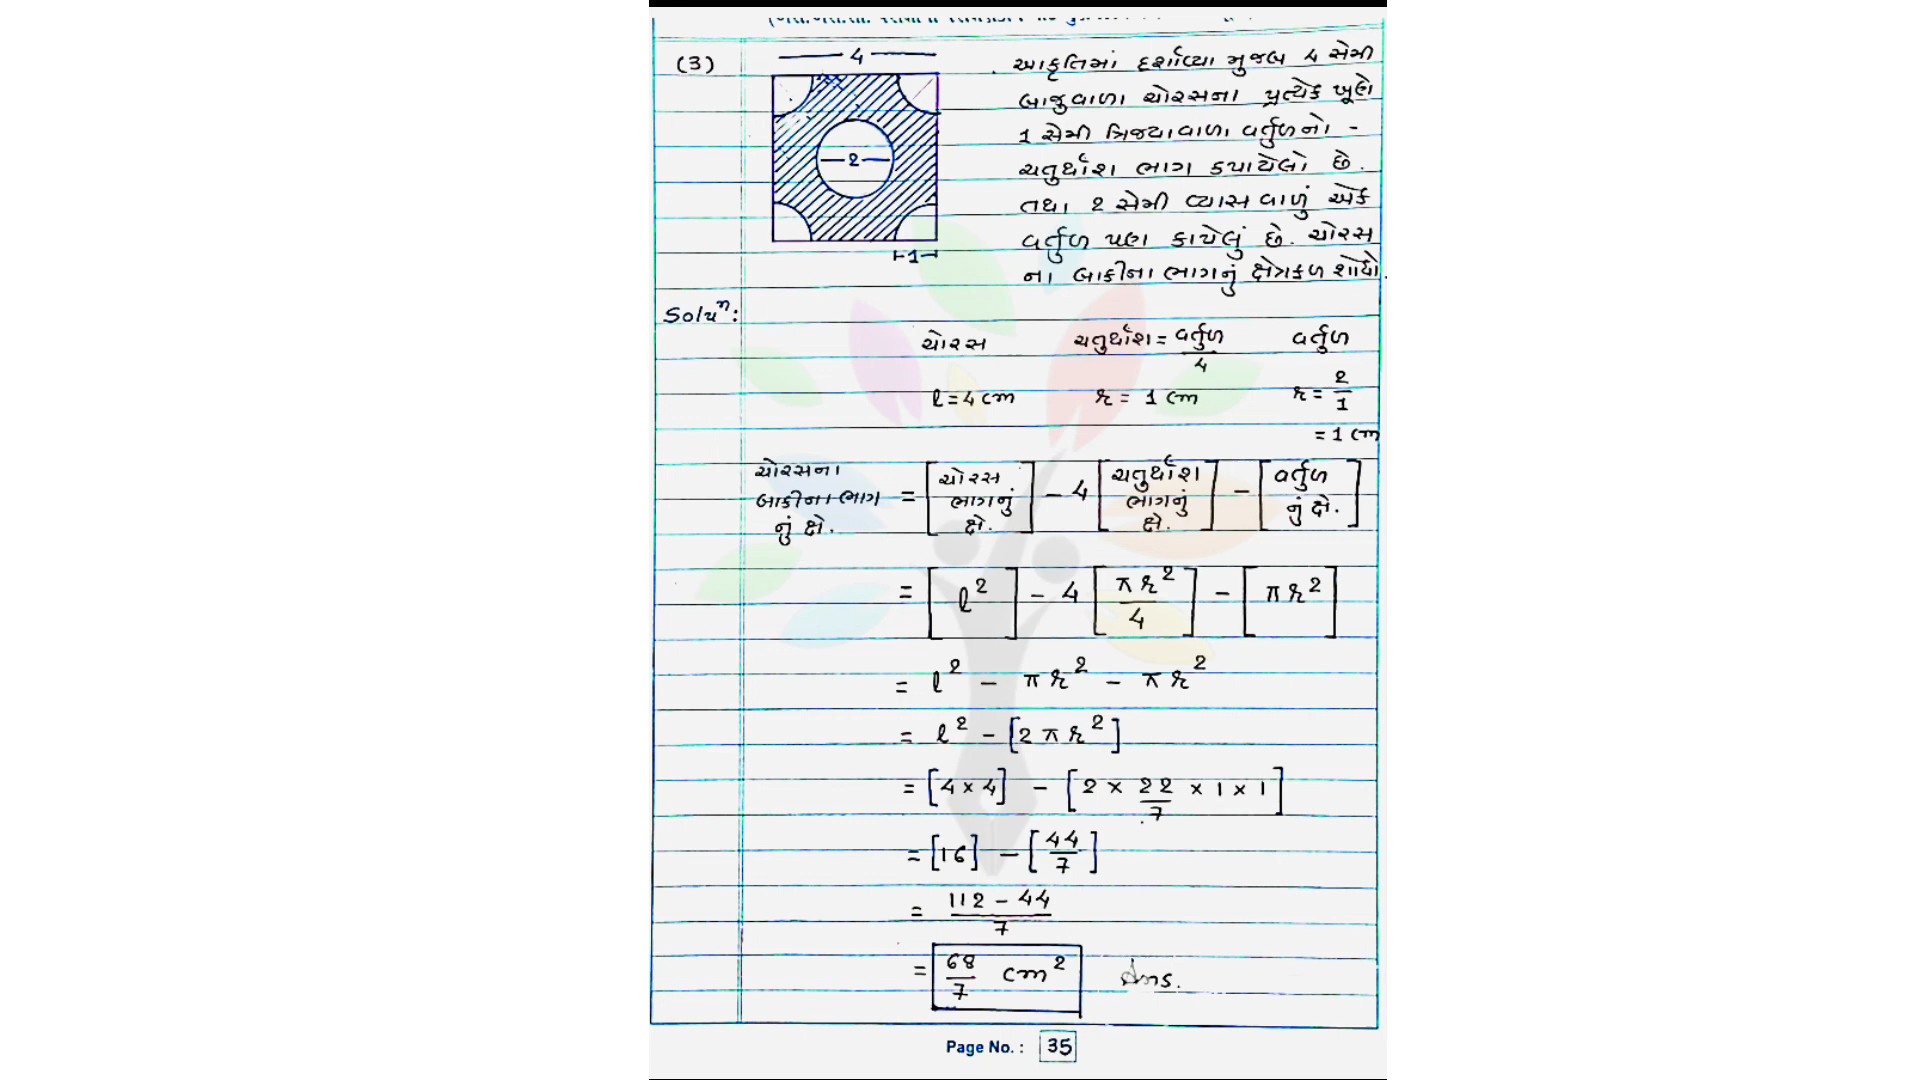 (3)
4
2
1
આકૃતિમાં દર્શાવ્યા મુજબ 4 સેમી
બાજુવાળા ચોરસના પ્રત્યેક ખૂણે
1 સેમી ત્રિજ્યાવાળા વર્તુળનો -
ચતુર્થાંશ ભાગ કપાયેલો છે.
તથા 2 સેમી વ્યાસ વાળું એક
વર્તુળ પણ કાપેલું છે. ચોરસ
ના બાકીના ભાગનું ક્ષેત્રફળ શોધો.
Soluⁿ:
ચોરસ ચતુર્થાંશ = વર્તુળ/4 વર્તુળ
l = 4 cm r = 1 cm r = 2/1
= 1 cm
ચોરસના બાકીના ભાગ નું ક્ષે. = [ચોરસ ભાગનું ક્ષે.] - 4 [ચતુર્થાંશ ભાગનું ક્ષે.] - [વર્તુળ નું ક્ષે.]
= [l²] - 4 [πr²/4] - [πr²]
= l² - πr² - πr²
= l² - [2πr²]
= [4 × 4] - [2 × 22/7 × 1 × 1]
= [16] - [44/7]
= 112 - 44/7
= 68/7 cm² Ans.
Page No. : 35